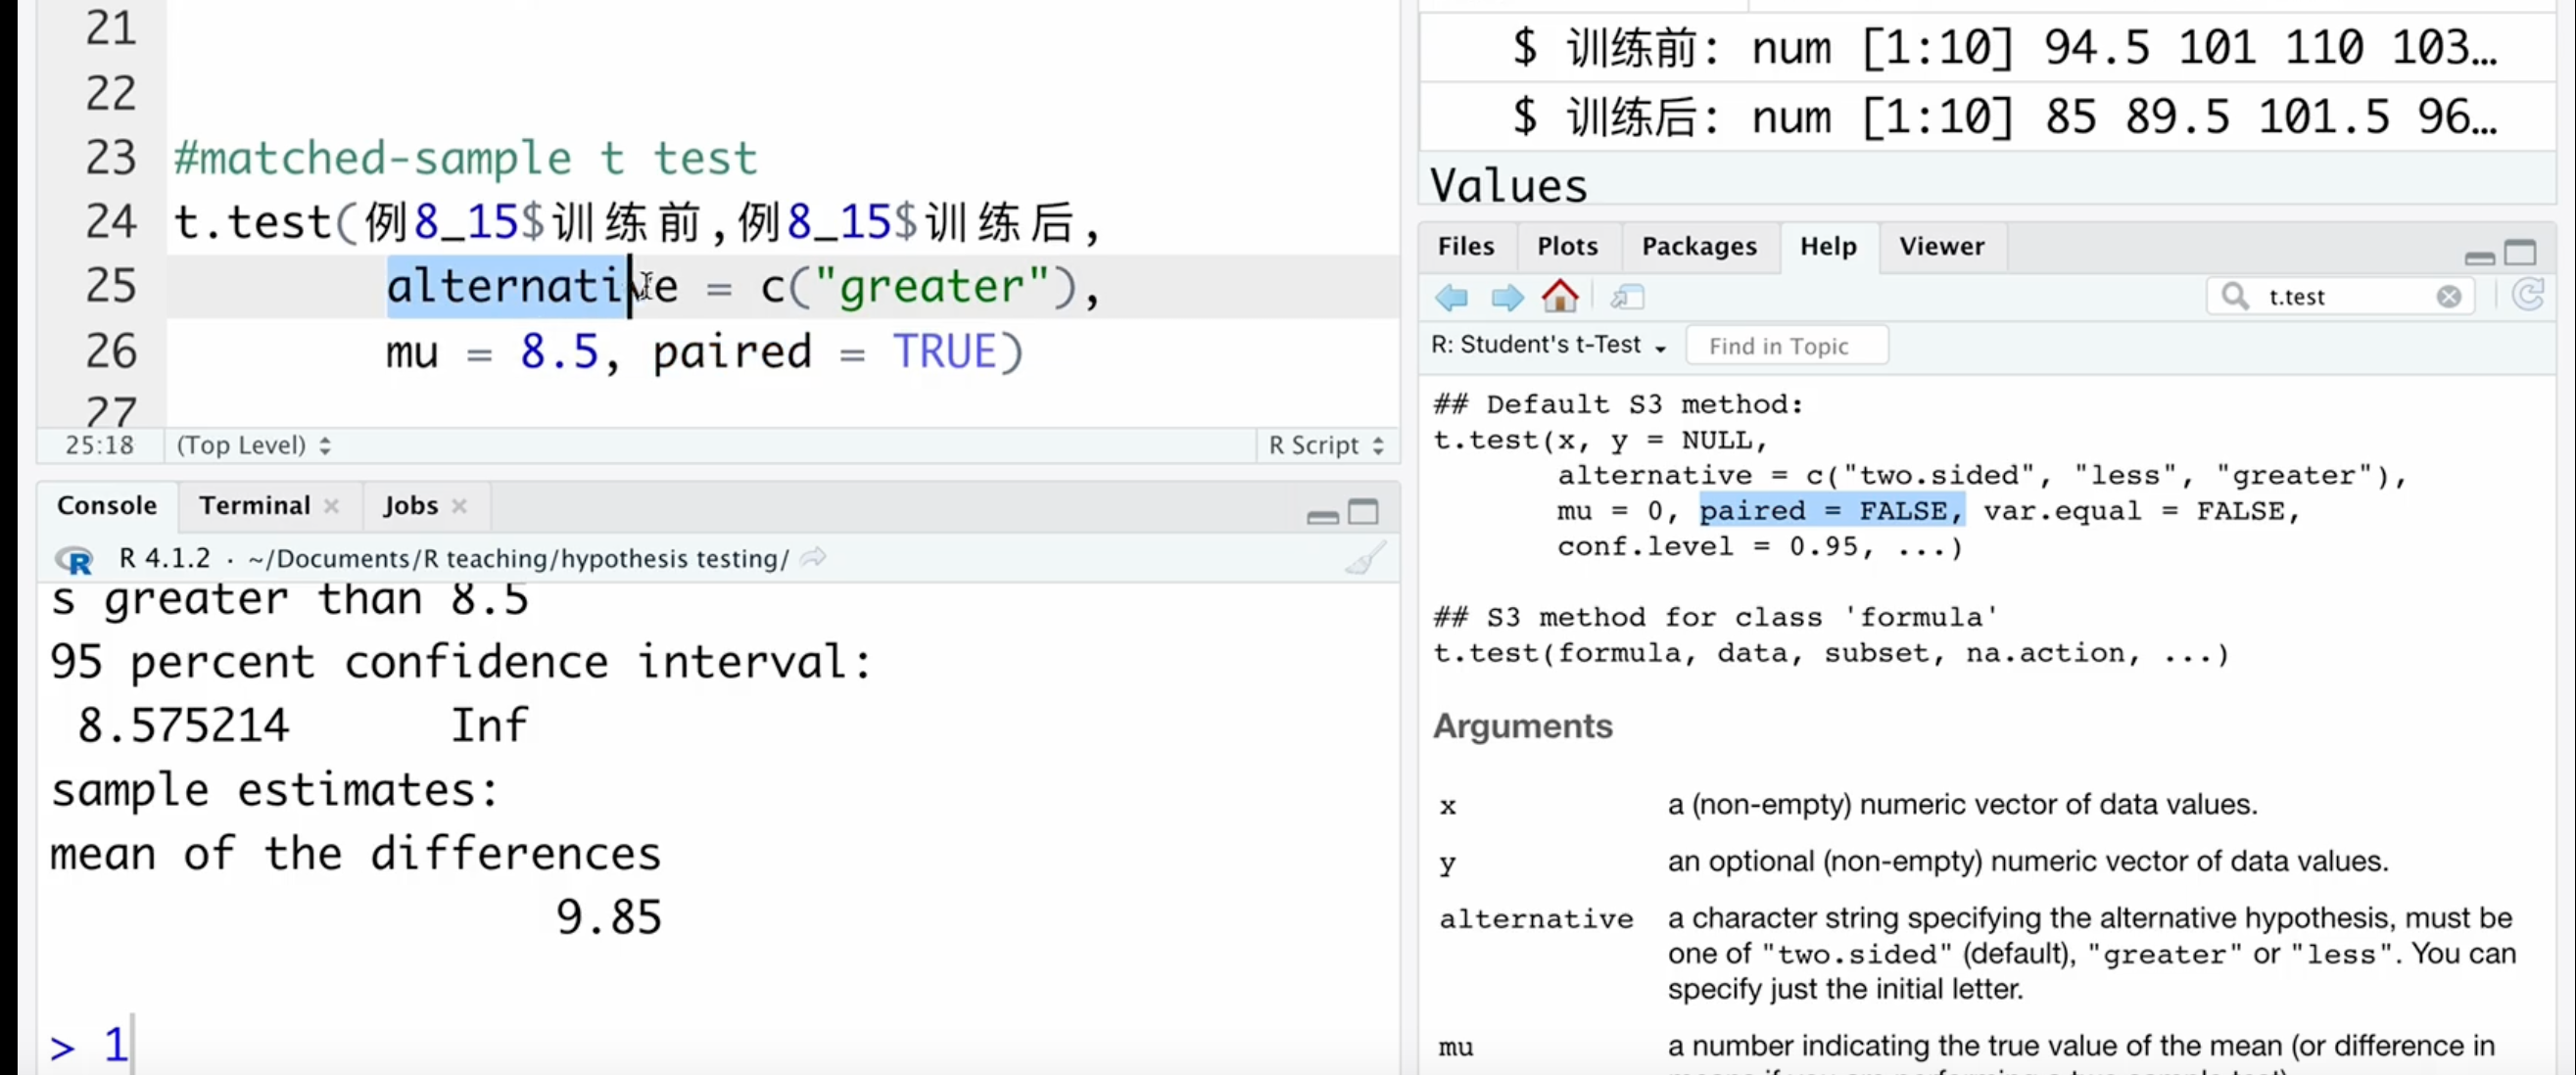 21
22
23 #matched-sample t test
24 t.test(例8_15$训练前,例8_15$训练后,
25 alternative = c("greater"),
26 mu = 8.5, paired = TRUE)
27
25:18 (Top Level) R Script
Console Terminal × Jobs ×
R 4.1.2 · ~/Documents/R teaching/hypothesis testing/
s greater than 8.5
95 percent confidence interval:
8.575214 Inf
sample estimates:
mean of the differences
9.85
> 1
$ 训练前: num [1:10] 94.5 101 110 103…
$ 训练后: num [1:10] 85 89.5 101.5 96…
Values
Files Plots Packages Help Viewer
t.test
R: Student's t-Test Find in Topic
## Default S3 method:
t.test(x, y = NULL,
alternative = c("two.sided", "less", "greater"),
mu = 0, paired = FALSE, var.equal = FALSE,
conf.level = 0.95, ...)
## S3 method for class 'formula'
t.test(formula, data, subset, na.action, ...)
Arguments
x a (non-empty) numeric vector of data values.
y an optional (non-empty) numeric vector of data values.
alternative a character string specifying the alternative hypothesis, must be
one of "two.sided" (default), "greater" or "less". You can
specify just the initial letter.
mu a number indicating the true value of the mean (or difference in